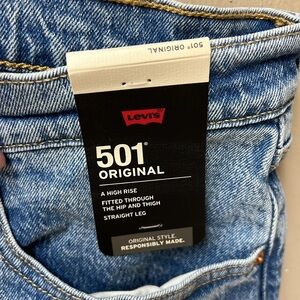 501® ORIGINAL
Levi's
501®
ORIGINAL
A HIGH RISE
FITTED THROUGH
THE HIP AND THIGH
STRAIGHT LEG
ORIGINAL STYLE.
RESPONSIBLY MADE.